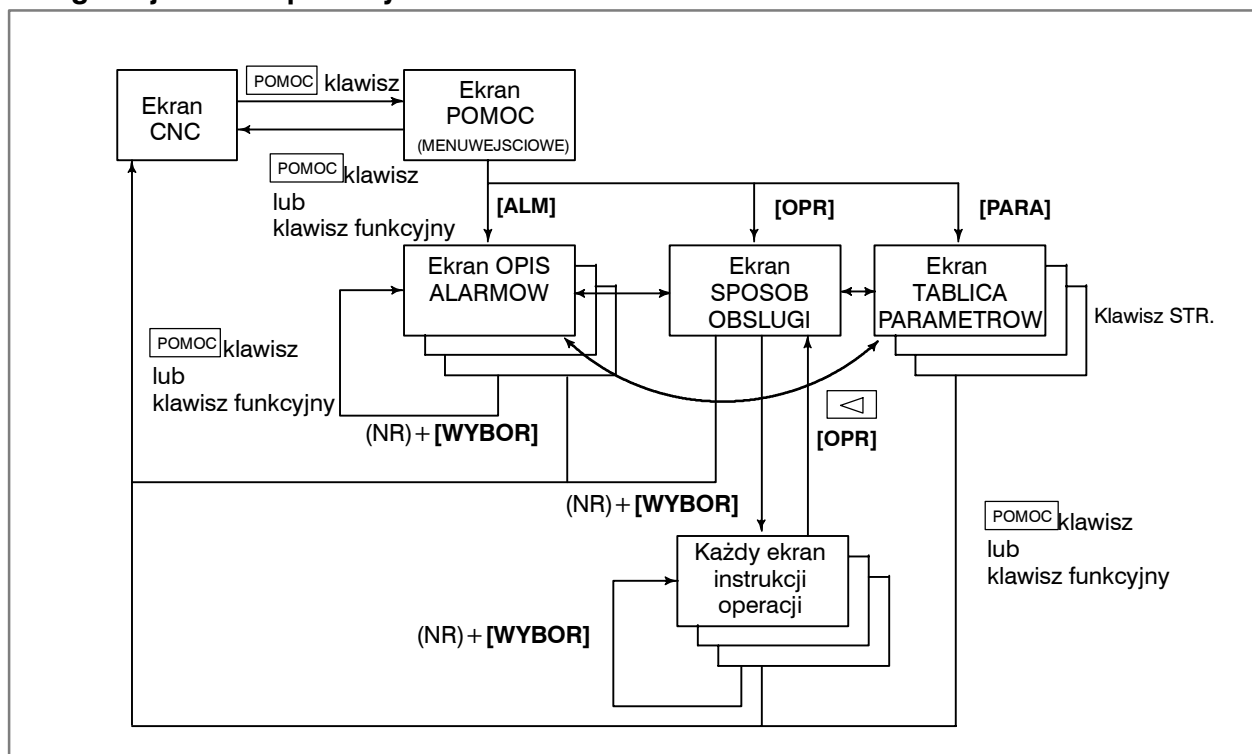 POMOC klawisz
Ekran
CNC
Ekran
POMOC
(MENUWEJSCIOWE)
POMOC klawisz
lub
klawisz funkcyjny
[ALM]
[OPR]
[PARA]
Ekran OPIS
ALARMOW
Ekran
SPOSOB
OBSLUGI
Ekran
TABLICA
PARAMETROW
Klawisz STR.
POMOC klawisz
lub
klawisz funkcyjny
(NR)+[WYBOR]
[OPR]
(NR)+[WYBOR]
POMOC klawisz
lub
klawisz funkcyjny
Każdy ekran
instrukcji
operacji
(NR)+[WYBOR]